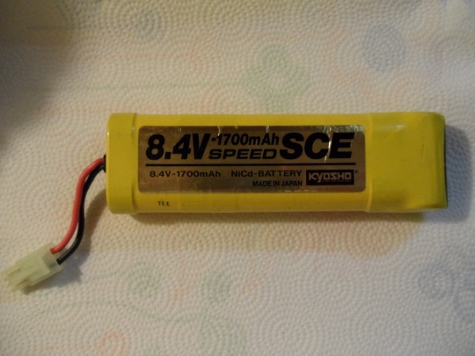 8.4V-1700mAh SPEED SCE
8.4V-1700mAh NiCd-BATTERY
MADE IN JAPAN KYOSHO